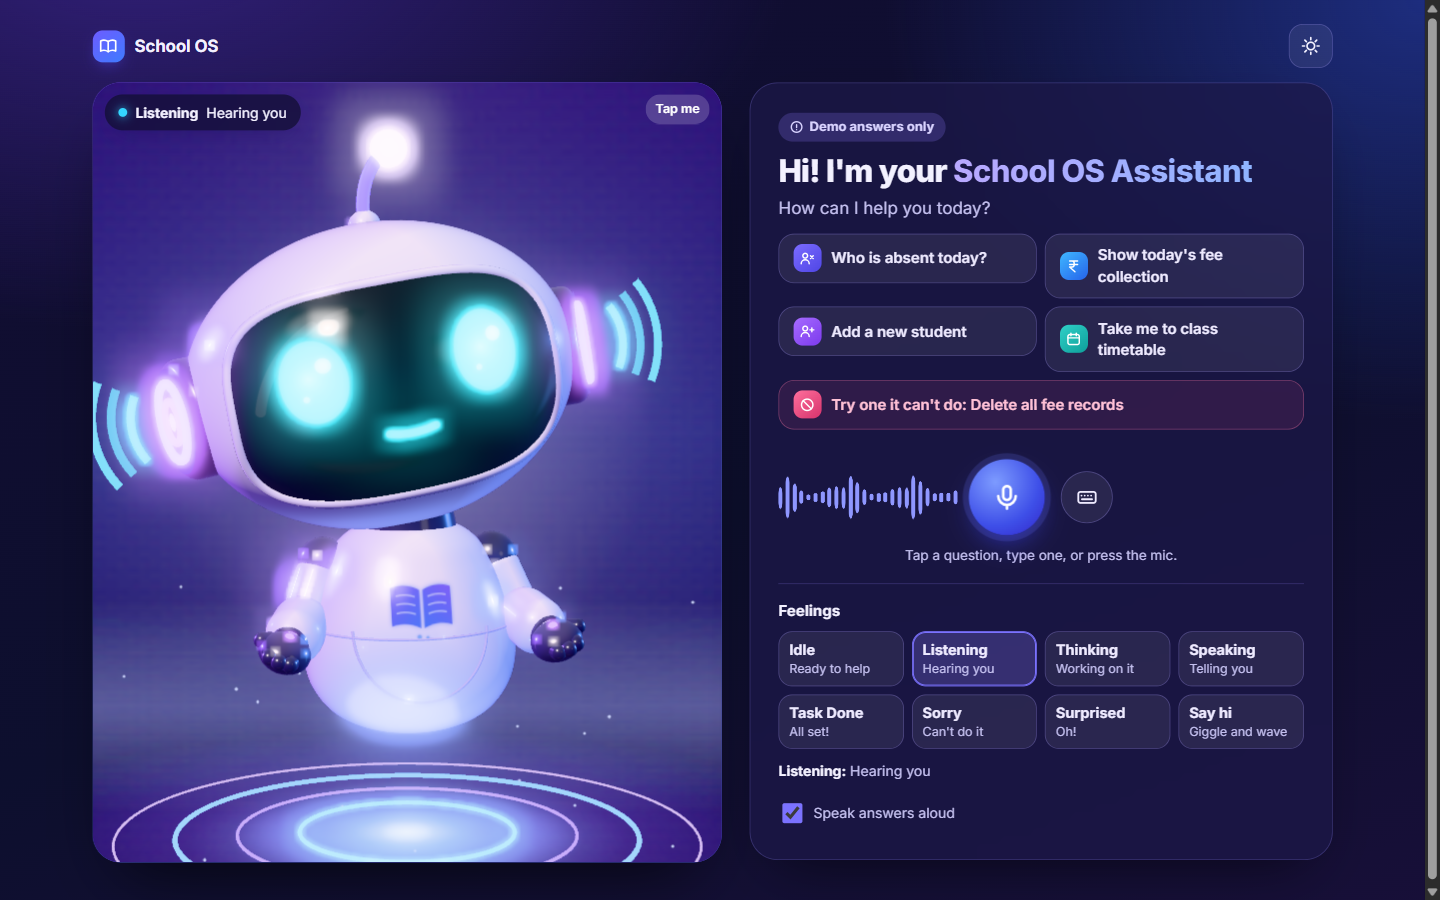 School OS
Listening Hearing you
Tap me
Demo answers only
Hi! I'm your School OS Assistant
How can I help you today?
Who is absent today?
Show today's fee
collection
Add a new student
Take me to class
timetable
Try one it can't do: Delete all fee records
Tap a question, type one, or press the mic.
Feelings
Idle
Ready to help
Listening
Hearing you
Thinking
Working on it
Speaking
Telling you
Task Done
All set!
Sorry
Can't do it
Surprised
Oh!
Say hi
Giggle and wave
Listening: Hearing you
Speak answers aloud